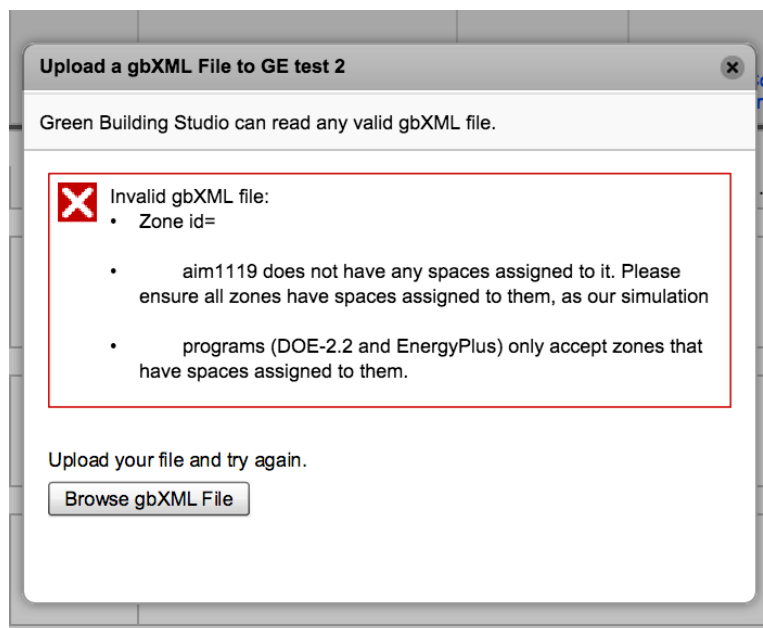 Upload a gbXML File to GE test 2
Green Building Studio can read any valid gbXML file.
Invalid gbXML file:
• Zone id=
• aim1119 does not have any spaces assigned to it. Please
ensure all zones have spaces assigned to them, as our simulation
• programs (DOE-2.2 and EnergyPlus) only accept zones that
have spaces assigned to them.
Upload your file and try again.
Browse gbXML File